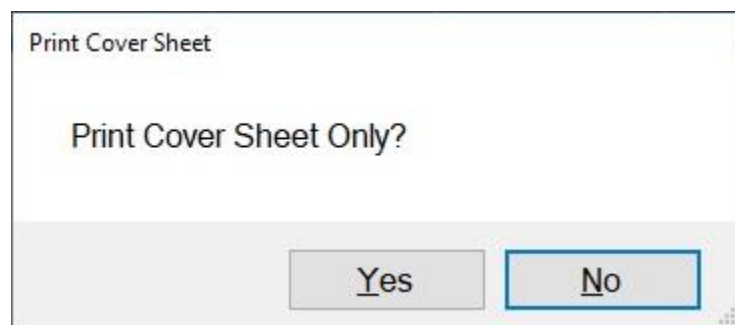 Print Cover Sheet
Print Cover Sheet Only?
Yes No